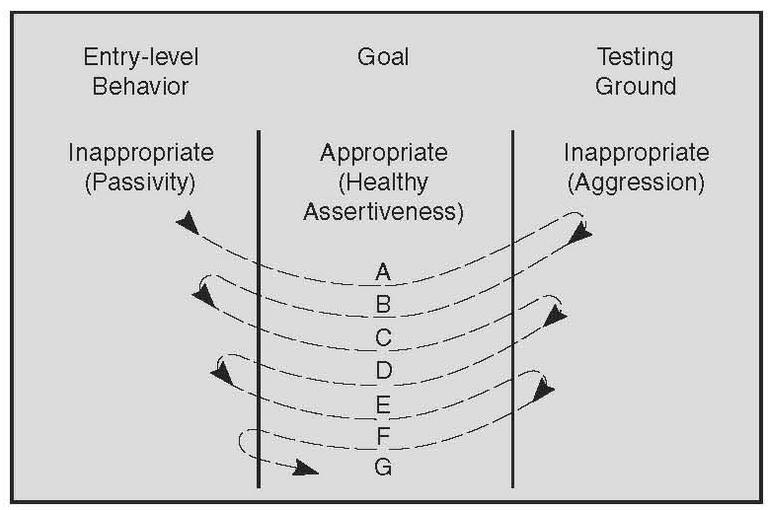 Entry-level
Behavior
Goal
Testing
Ground
Inappropriate
(Passivity)
Appropriate
(Healthy
Assertiveness)
Inappropriate
(Aggression)
A
B
C
D
E
F
G